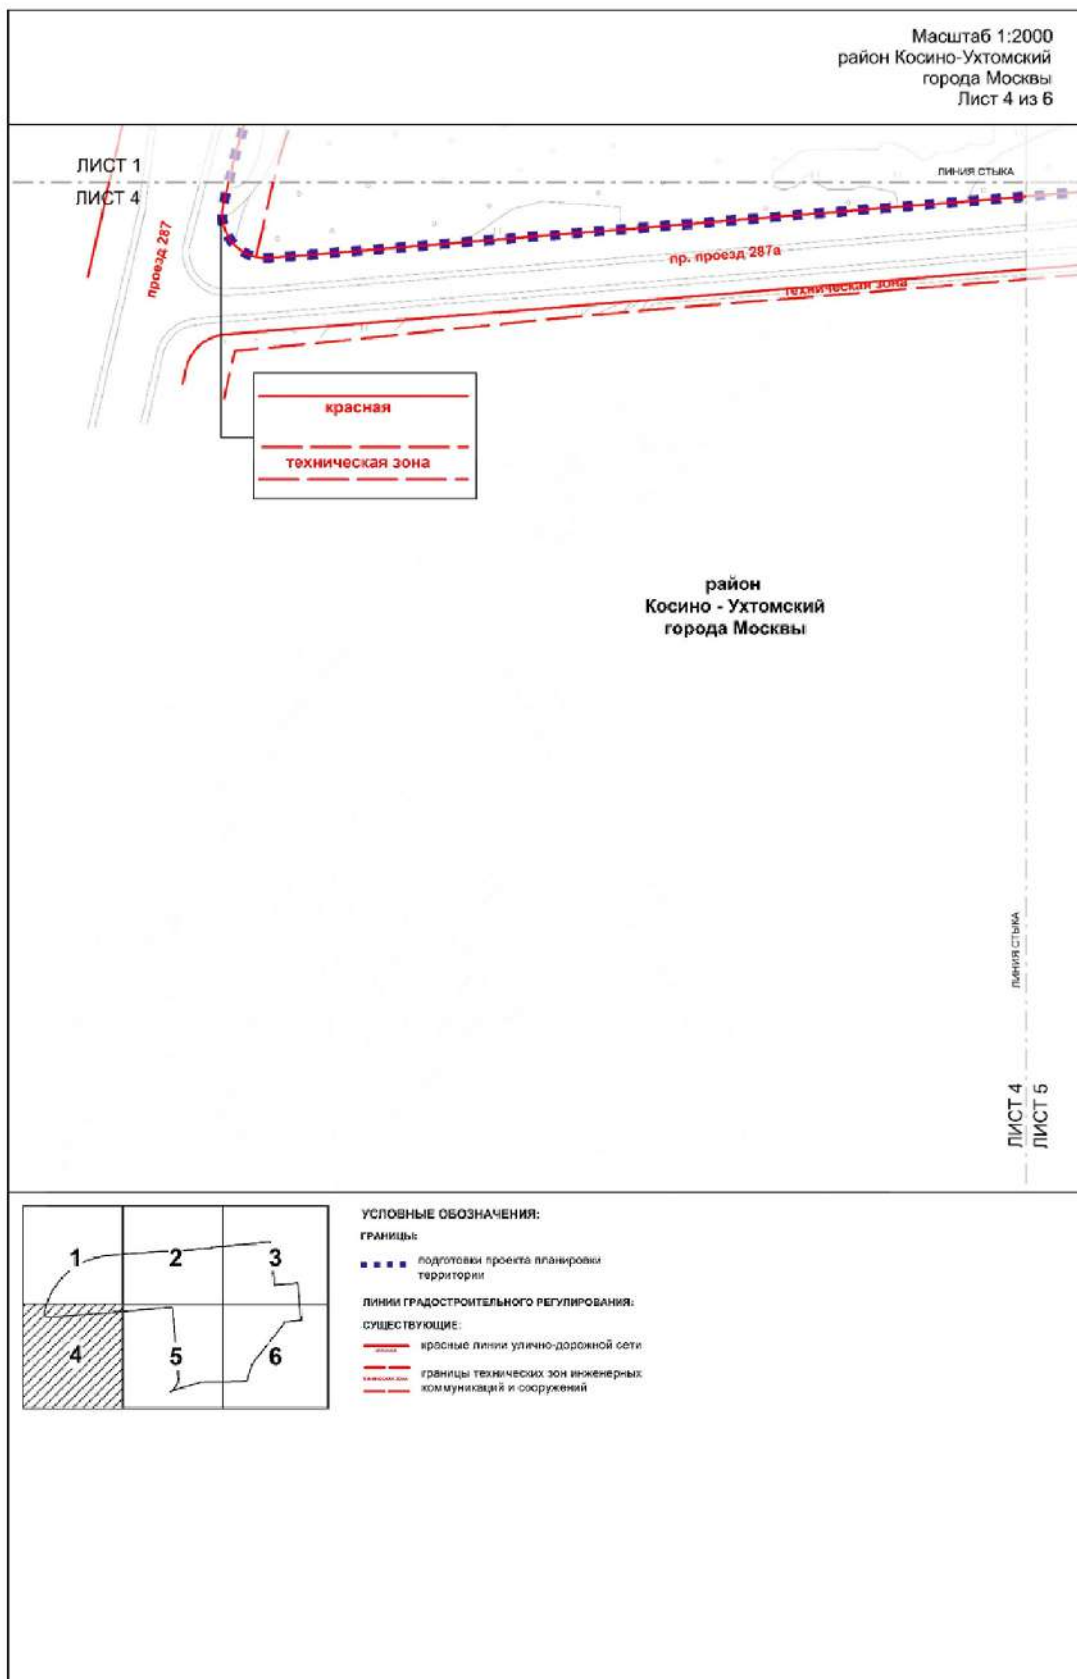 Масштаб 1:2000
район Косино-Ухтомский
города Москвы
Лист 4 из 6
ЛИСТ 1
ЛИСТ 4
ЛИНИЯ СТЫКА
проезд 287
пр. проезд 287а
техническая зона
красная
техническая зона
район
Косино - Ухтомский
города Москвы
ЛИНИЯ СТЫКА
ЛИСТ 4
ЛИСТ 5
1
2
3
4
5
6
УСЛОВНЫЕ ОБОЗНАЧЕНИЯ:
ГРАНИЦЫ:
подготовки проекта планировки
территории
ЛИНИИ ГРАДОСТРОИТЕЛЬНОГО РЕГУЛИРОВАНИЯ:
СУЩЕСТВУЮЩИЕ:
красные линии улично-дорожной сети
границы технических зон инженерных
коммуникаций и сооружений